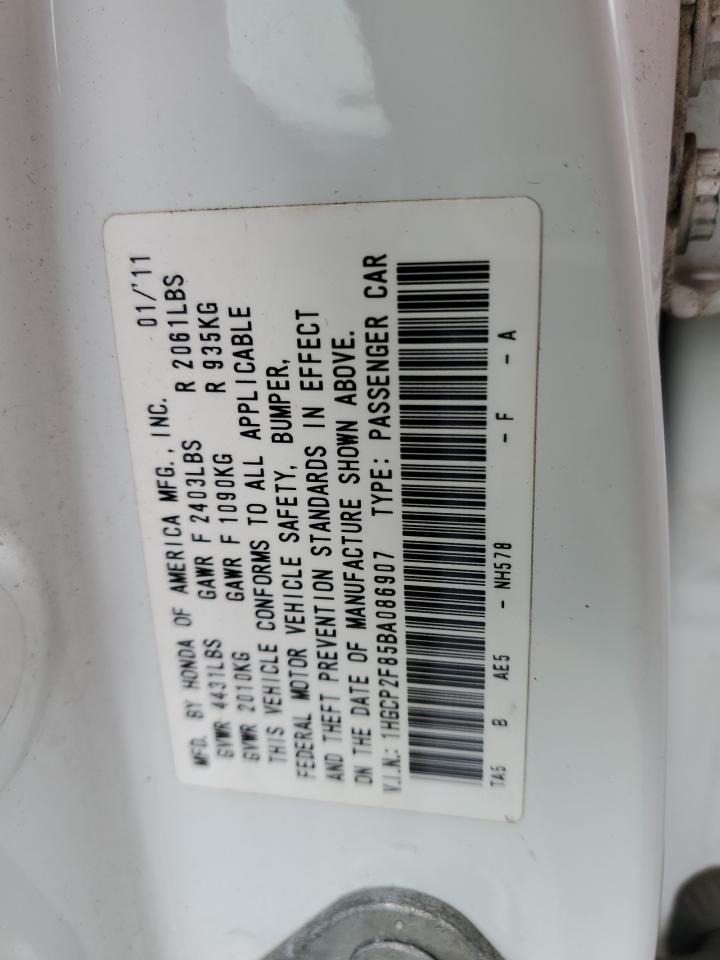 MFD. BY HONDA OF AMERICA MFG., INC. 01/'11
GVWR 4431LBS GAWR F 2403LBS R 2061LBS
GVWR 2010KG GAWR F 1090KG R 935KG
THIS VEHICLE CONFORMS TO ALL APPLICABLE
FEDERAL MOTOR VEHICLE SAFETY, BUMPER,
AND THEFT PREVENTION STANDARDS IN EFFECT
ON THE DATE OF MANUFACTURE SHOWN ABOVE.
V.I.N.: 1HGCP2F85BA086907 TYPE: PASSENGER CAR
TA5 B AE5 - NH578 - F - A